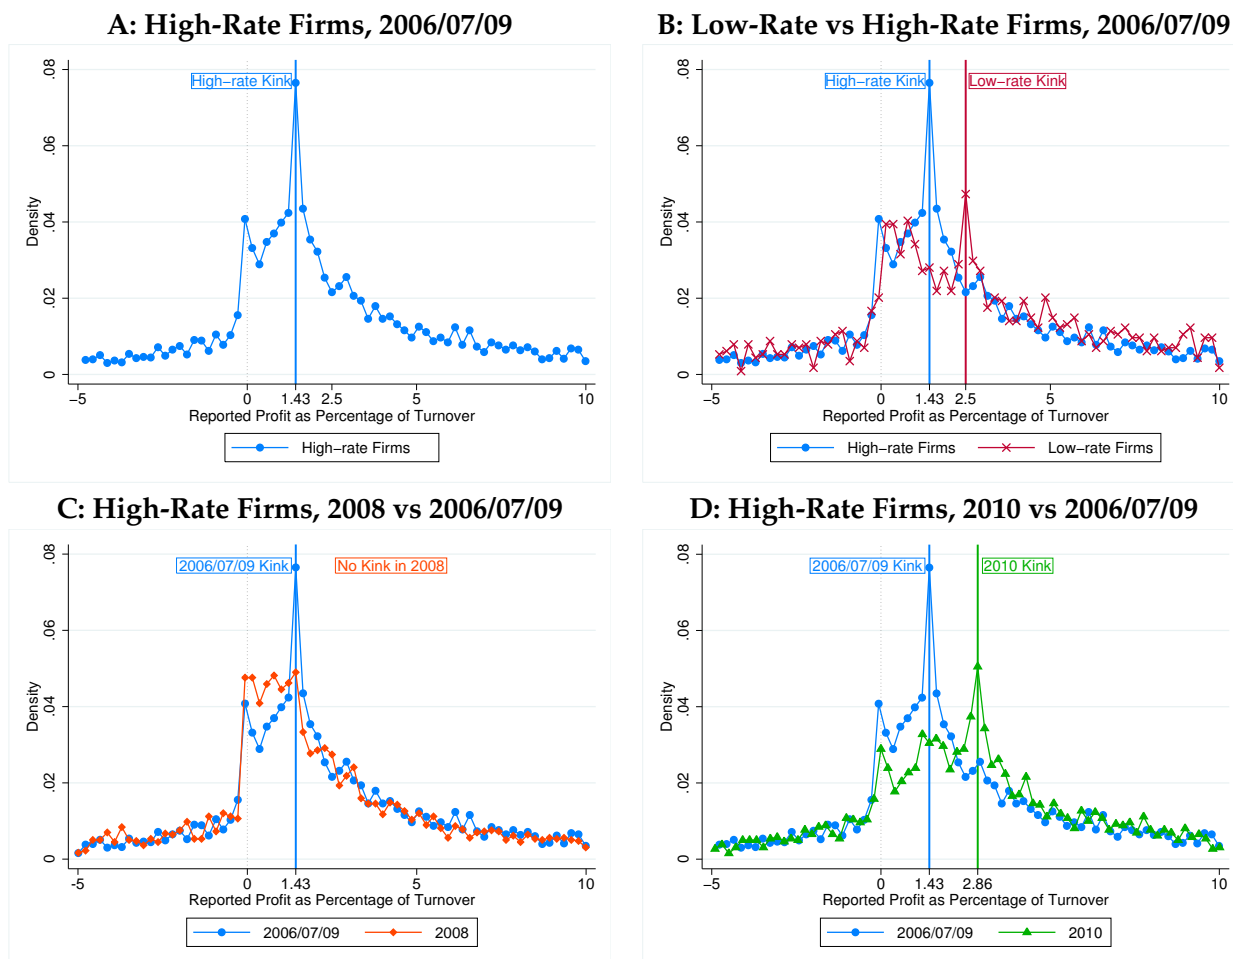 A: High-Rate Firms, 2006/07/09
High-rate Kink
Density
0
.02
.04
.06
.08
-5
0
1.43
2.5
5
10
Reported Profit as Percentage of Turnover
High-rate Firms
B: Low-Rate vs High-Rate Firms, 2006/07/09
High-rate Kink
Low-rate Kink
Density
0
.02
.04
.06
.08
-5
0
1.43
2.5
5
10
Reported Profit as Percentage of Turnover
High-rate Firms
Low-rate Firms
C: High-Rate Firms, 2008 vs 2006/07/09
2006/07/09 Kink
No Kink in 2008
Density
0
.02
.04
.06
.08
-5
0
1.43
5
10
Reported Profit as Percentage of Turnover
2006/07/09
2008
D: High-Rate Firms, 2010 vs 2006/07/09
2006/07/09 Kink
2010 Kink
Density
0
.02
.04
.06
.08
-5
0
1.43
2.86
10
Reported Profit as Percentage of Turnover
2006/07/09
2010